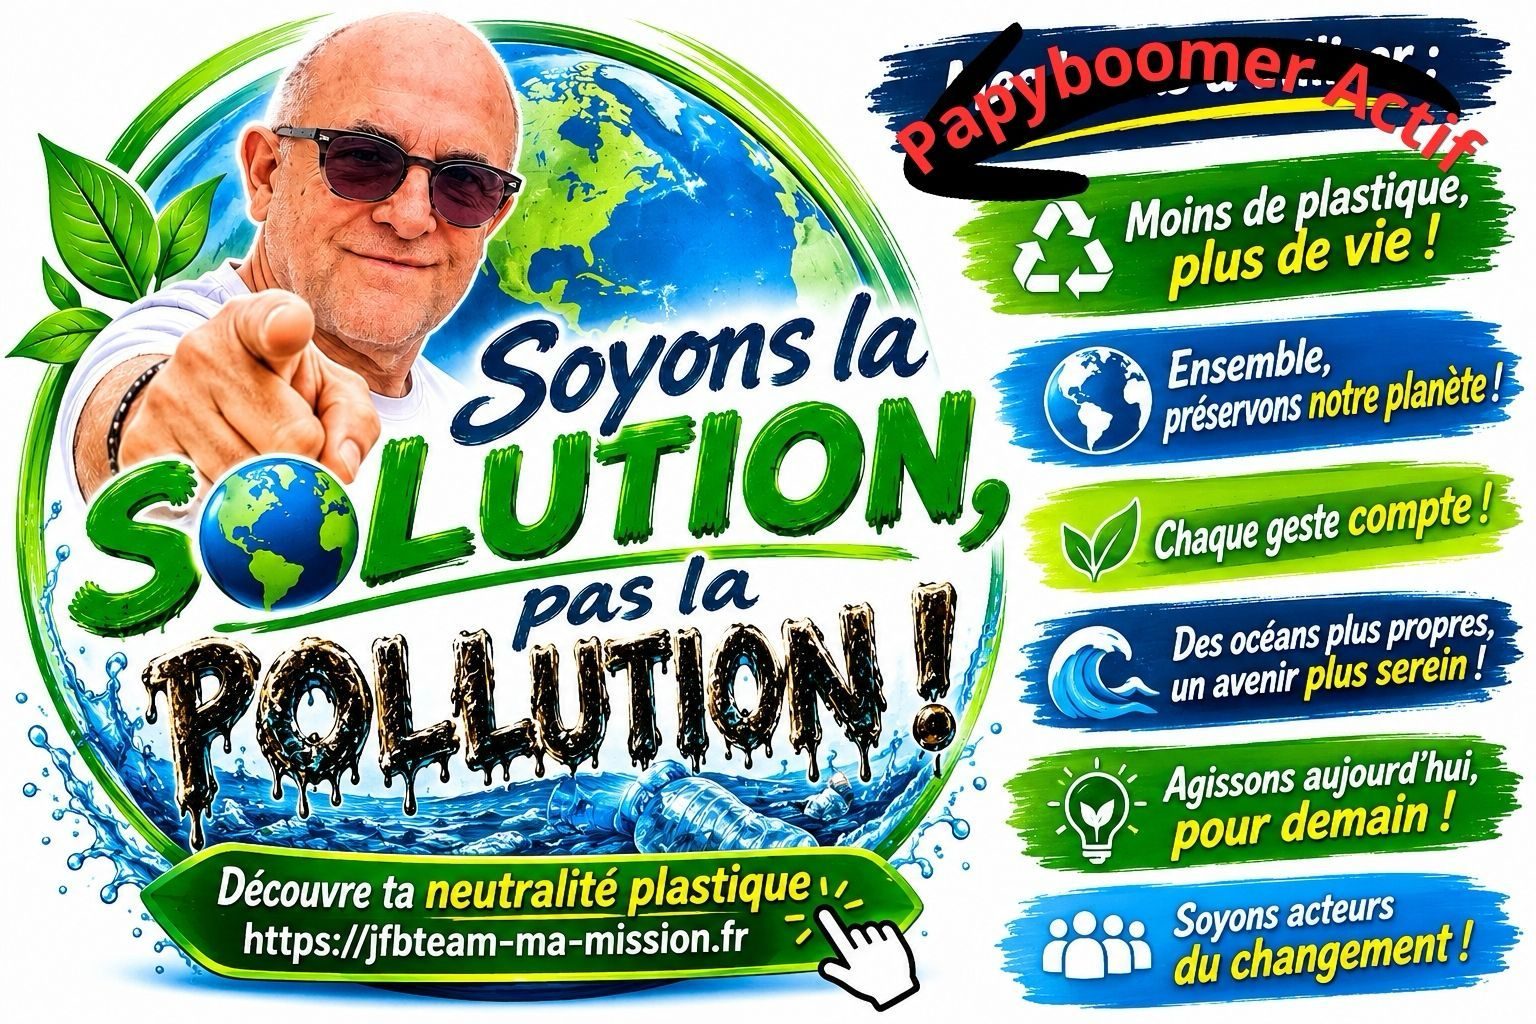 Soyons la
SOLUTION,
pas la
POLLUTION !
Découvre ta neutralité plastique
https://jfbteam-ma-mission.fr
Papyboomer Actif
Moins de plastique,
plus de vie !
Ensemble,
préservons notre planète !
Chaque geste compte !
Des océans plus propres,
un avenir plus serein !
Agissons aujourd'hui,
pour demain !
Soyons acteurs
du changement !